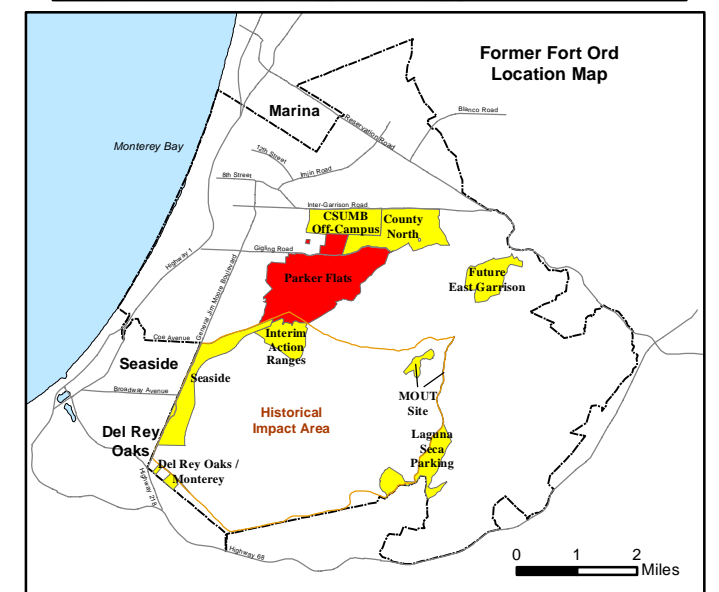 Former Fort Ord
Location Map
Marina
Blanco Road
Reservation Road
Monterey Bay
12th Street
Imjin Road
8th Street
Inter-Garrison Road
CSUMB
Off-Campus
County
North
Gigling Road
Highway 1
General Jim Moore Boulevard
Parker Flats
Future
East Garrison
Coe Avenue
Interim
Action
Ranges
Seaside
Seaside
Broadway Avenue
MOUT
Site
Historical
Impact Area
Del Rey
Oaks
Laguna
Seca
Parking
Del Rey Oaks /
Monterey
Highway 218
Highway 68
0 1 2
Miles